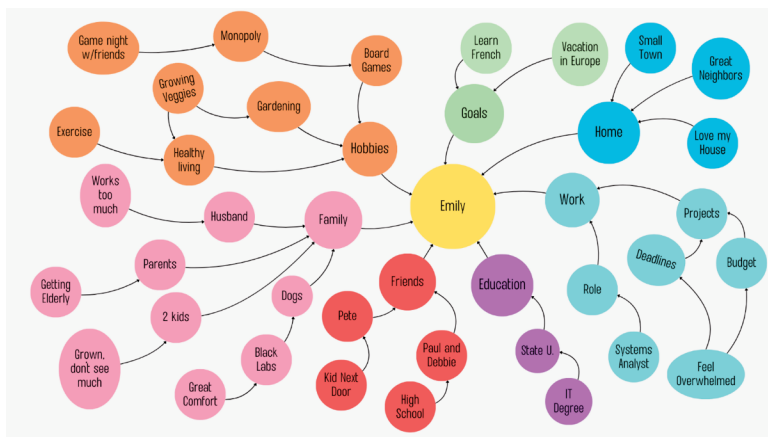 Game night
w/friends
Monopoly
Board
Games
Growing
Veggies
Gardening
Exercise
Healthy
living
Hobbies
Learn
French
Vacation
in Europe
Goals
Small
Town
Great
Neighbors
Home
Love my
House
Emily
Works
too
much
Husband
Family
Parents
Getting
Elderly
2 kids
Grown,
don't see
much
Dogs
Black
Labs
Great
Comfort
Friends
Pete
Kid Next
Door
Paul and
Debbie
High
School
Education
State U.
IT
Degree
Work
Projects
Deadlines
Budget
Role
Systems
Analyst
Feel
Overwhelmed